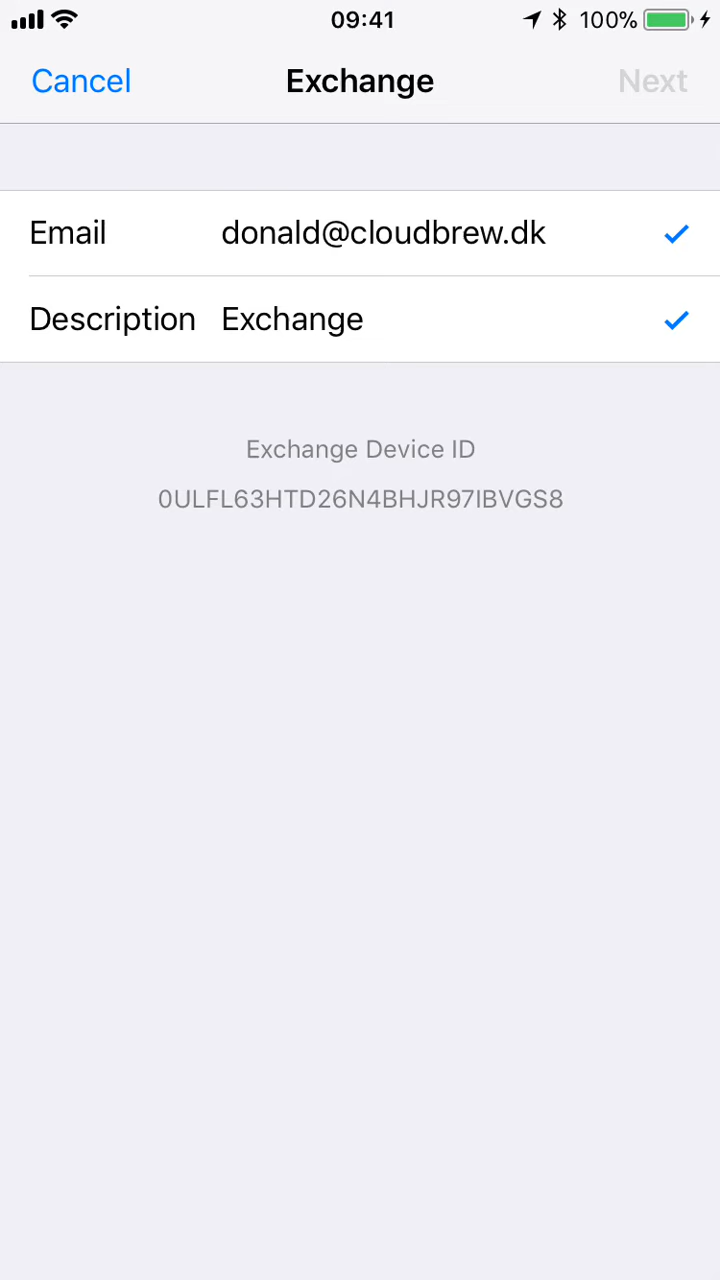 09:41 100%
Cancel Exchange Next
Email donald@cloudbrew.dk
Description Exchange
Exchange Device ID
0ULFL63HTD26N4BHJR97IBVGS8